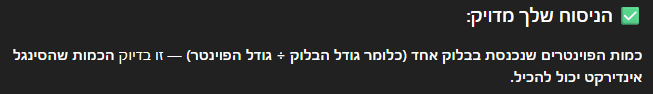 ✅ הניסוח שלך מדויק:
כמות הפוינטרים שנכנסת בבלוק אחד (כלומר גודל הבלוק ÷ גודל הפוינטר) — זו בדיוק הכמות שהסינגל
אינדירקט יכול להכיל.